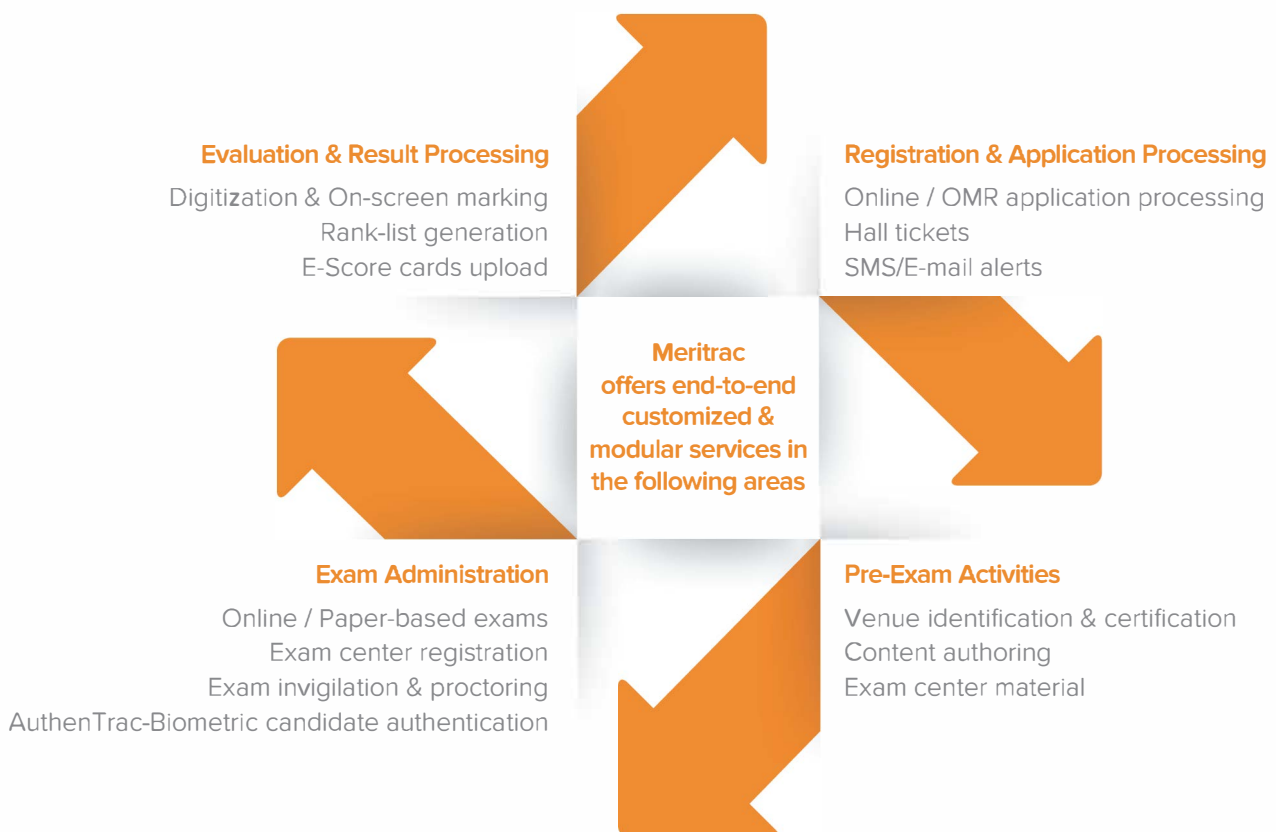 Evaluation & Result Processing
Digitization & On-screen marking
Rank-list generation
E-Score cards upload
Registration & Application Processing
Online / OMR application processing
Hall tickets
SMS/E-mail alerts
Meritrac
offers end-to-end
customized &
modular services in
the following areas
Exam Administration
Online / Paper-based exams
Exam center registration
Exam invigilation & proctoring
AuthenTrac-Biometric candidate authentication
Pre-Exam Activities
Venue identification & certification
Content authoring
Exam center material